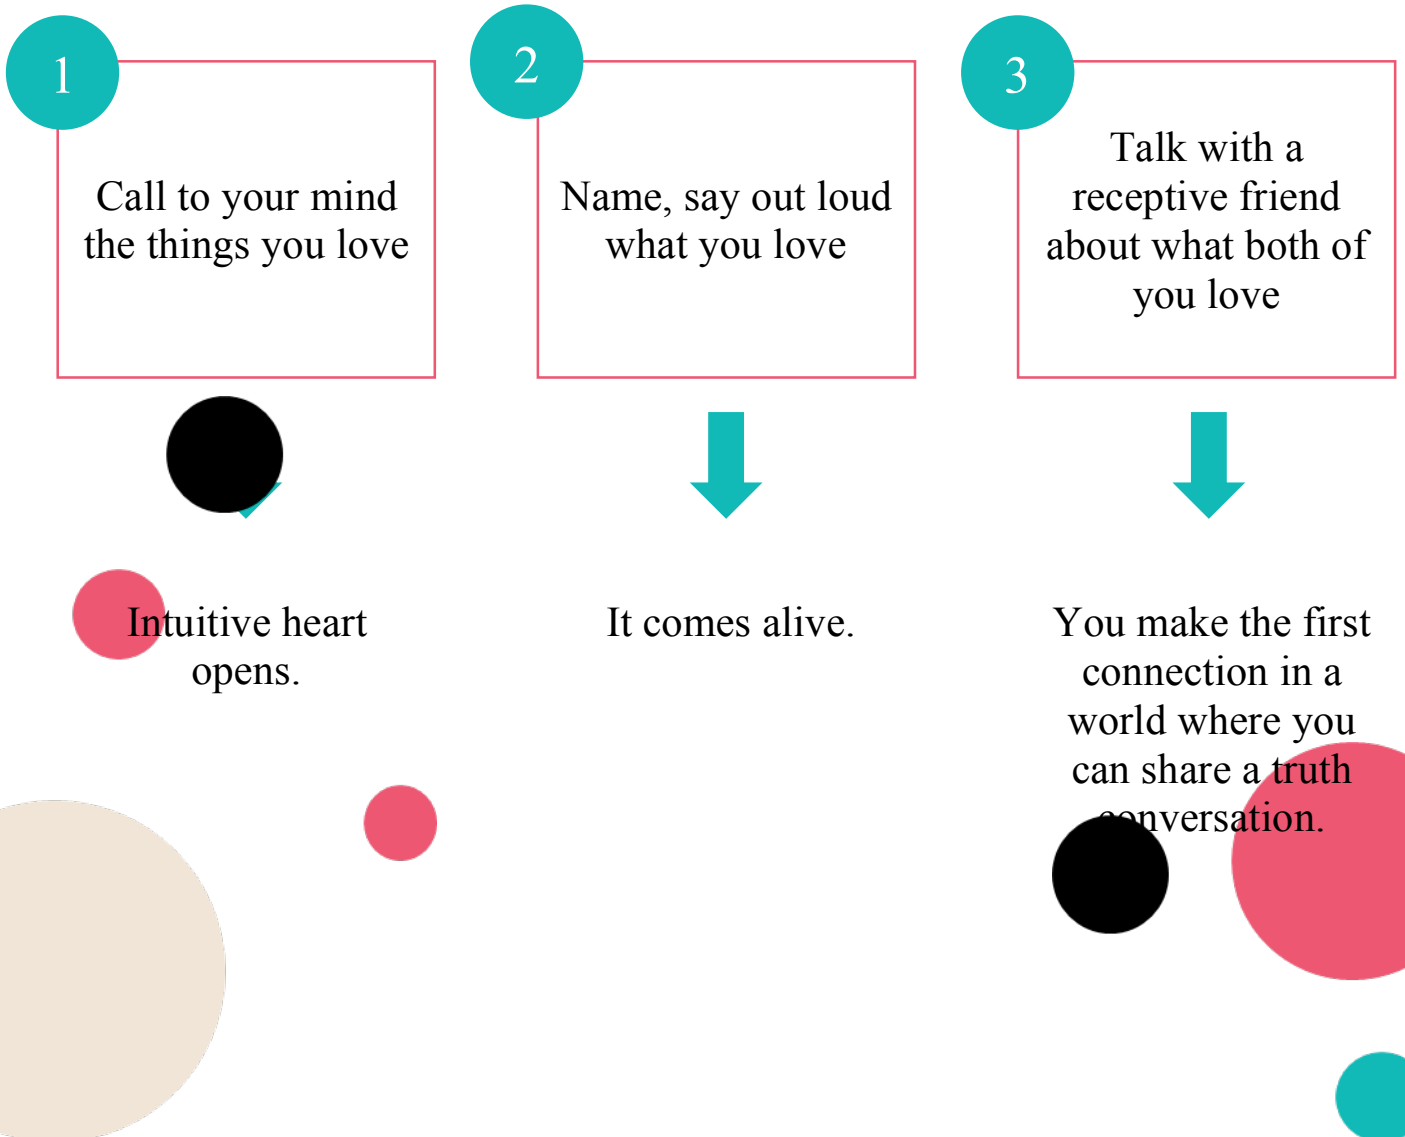 1
Call to your mind
the things you love
2
Name, say out loud
what you love
3
Talk with a
receptive friend
about what both of
you love
Intuitive heart
opens.
It comes alive.
You make the first
connection in a
world where you
can share a truth
conversation.